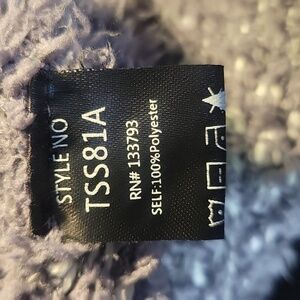 STYLE NO
TSS81A
RN# 133793
SELF:100%Polyester